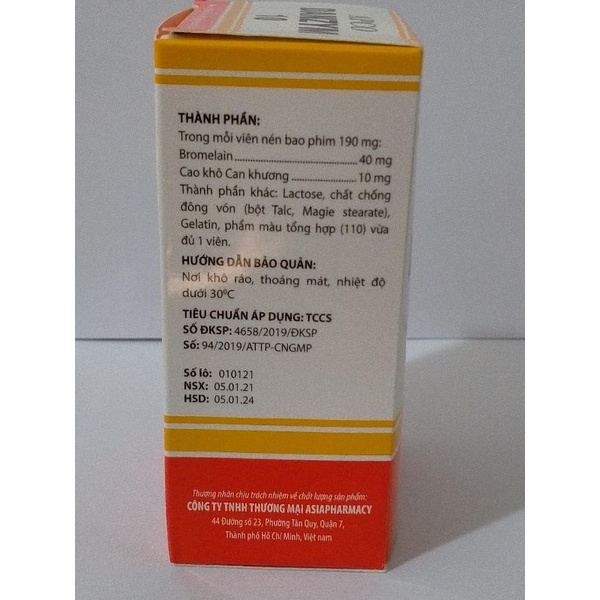 THÀNH PHẦN:
Trong mỗi viên nén bao phim 190 mg:
Bromelain........................................40 mg
Cao khô Can khương....................10 mg
Thành phần khác: Lactose, chất chống
đông vón (bột Talc, Magie stearate),
Gelatin, phẩm màu tổng hợp (110) vừa
đủ 1 viên.
HƯỚNG DẪN BẢO QUẢN:
Nơi khô ráo, thoáng mát, nhiệt độ
dưới 30⁰C
TIÊU CHUẨN ÁP DỤNG: TCCS
SỐ ĐKSP: 4658/2019/ĐKSP
Số: 94/2019/ATTP-CNGMP
Số lô: 010121
NSX: 05.01.21
HSD: 05.01.24
Thương nhân chịu trách nhiệm về chất lượng sản phẩm:
CÔNG TY TNHH THƯƠNG MẠI ASIAPHARMACY
44 Đường số 23, Phường Tân Quy, Quận 7,
Thành phố Hồ Chí Minh, Việt nam